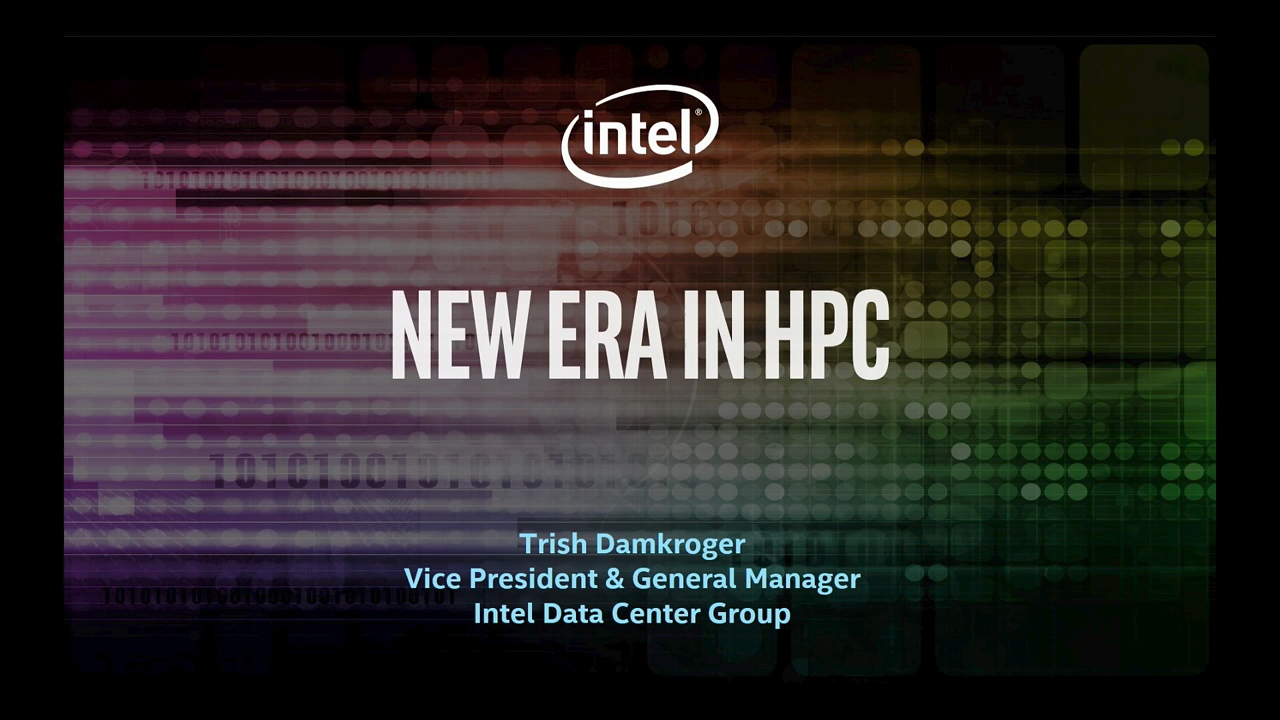 intel®
NEW ERA IN HPC
Trish Damkroger
Vice President & General Manager
Intel Data Center Group